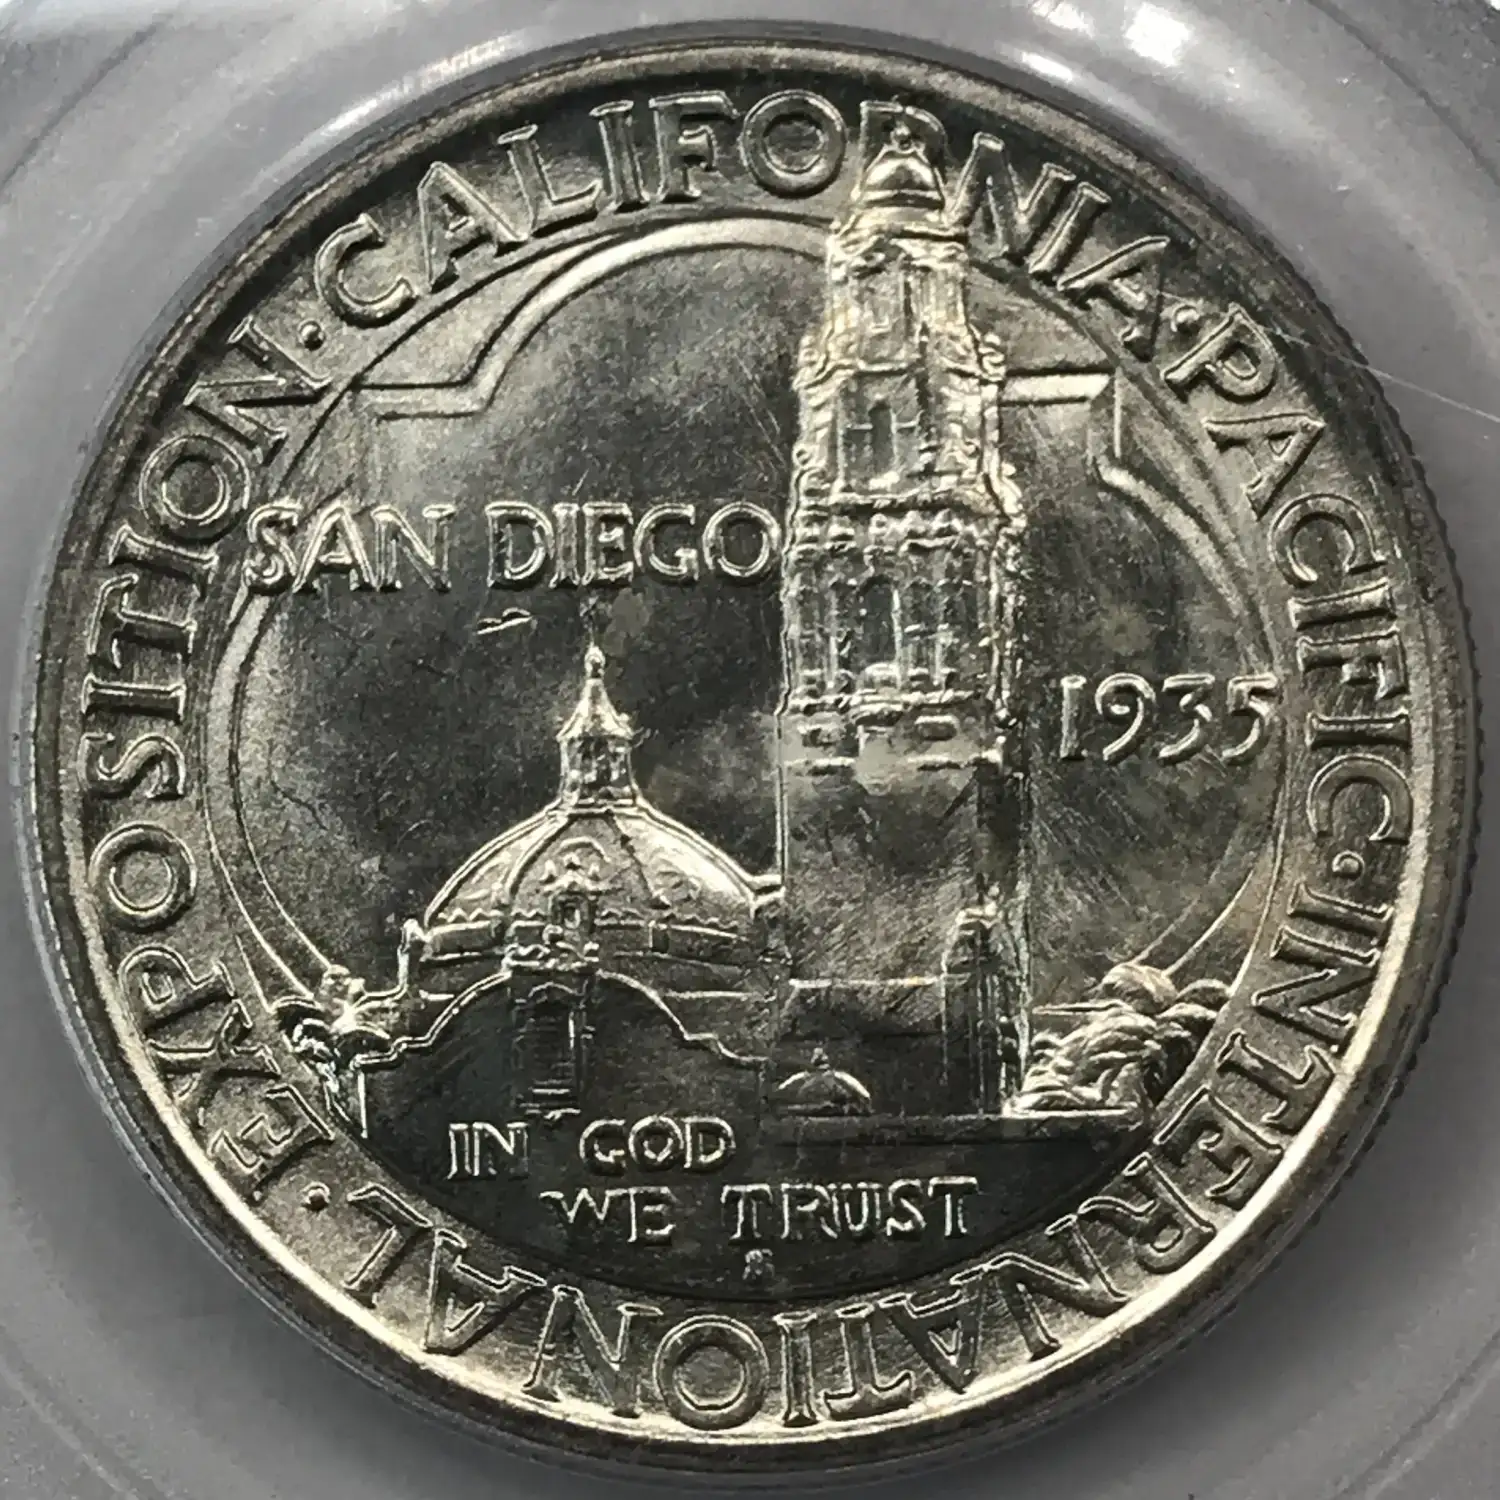 CALIFORNIA · PACIFIC · INTERNATIONAL · EXPOSITION ·
SAN DIEGO
1935
IN GOD
WE TRUST
S